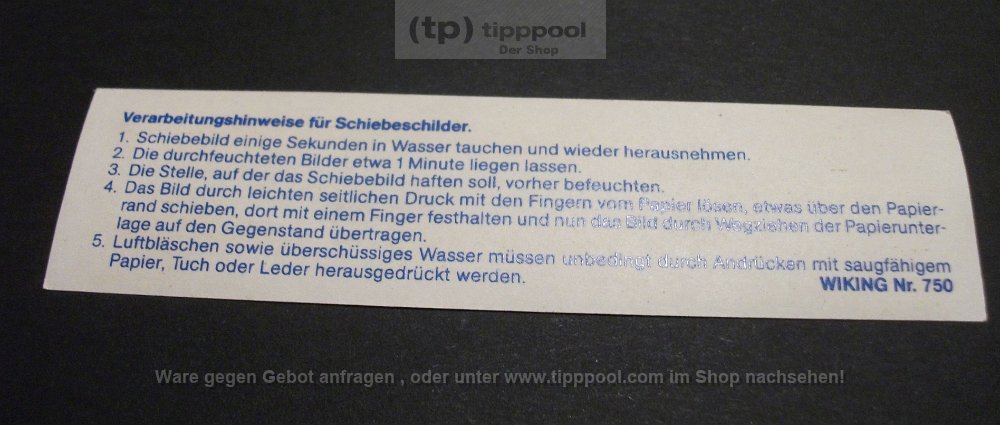 (tp) tipppool
Der Shop
Verarbeitungshinweise für Schiebeschilder.
1. Schiebebild einige Sekunden in Wasser tauchen und wieder herausnehmen.
2. Die durchfeuchteten Bilder etwa 1 Minute liegen lassen.
3. Die Stelle, auf der das Schiebebild haften soll, vorher befeuchten.
4. Das Bild durch leichten seitlichen Druck mit den Fingern vom Papier lösen, etwas über den Papier-
rand schieben, dort mit einem Finger festhalten und nun das Bild durch Wegziehen der Papierunter-
lage auf den Gegenstand übertragen.
5. Luftbläschen sowie überschüssiges Wasser müssen unbedingt durch Andrücken mit saugfähigem
Papier, Tuch oder Leder herausgedrückt werden.
WIKING Nr. 750
Ware gegen Gebot anfragen , oder unter www.tipppool.com im Shop nachsehen!